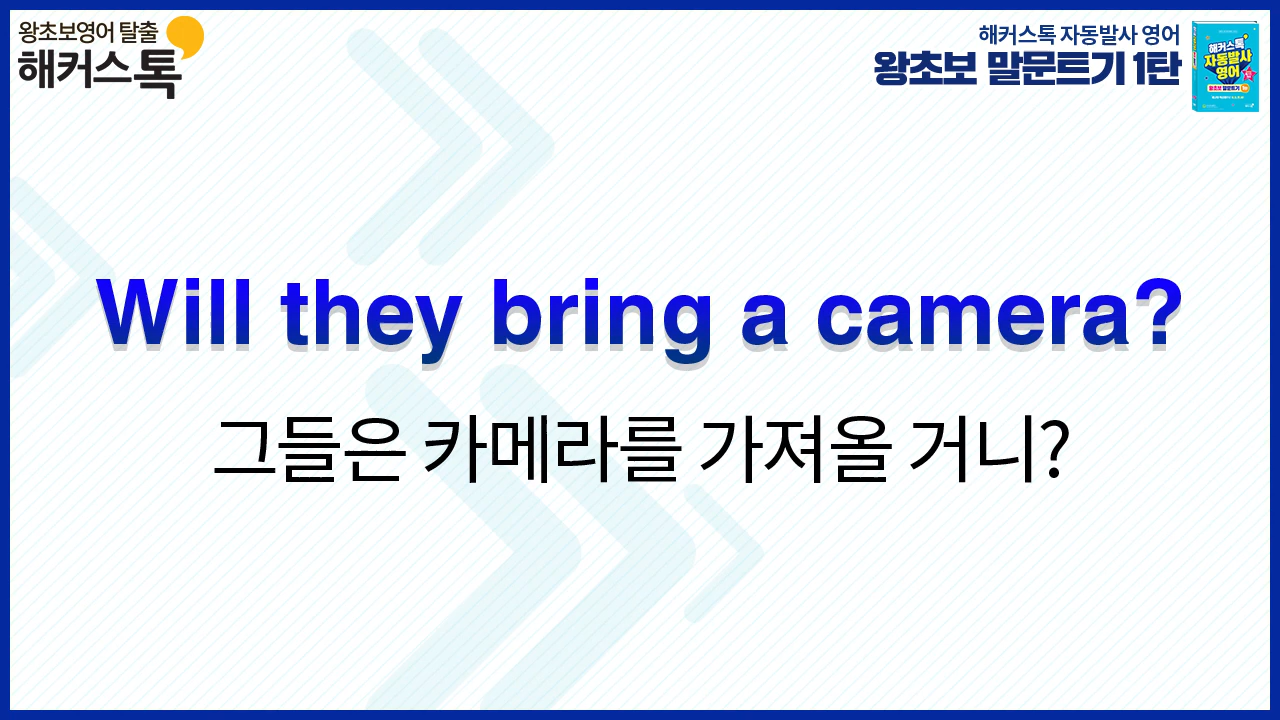 왕초보영어 탈출
해커스톡
해커스톡 자동발사 영어
왕초보 말문트기 1탄
해커스톡
자동발사
영어
왕초보 말문트기
Will they bring a camera?
그들은 카메라를 가져올 거니?